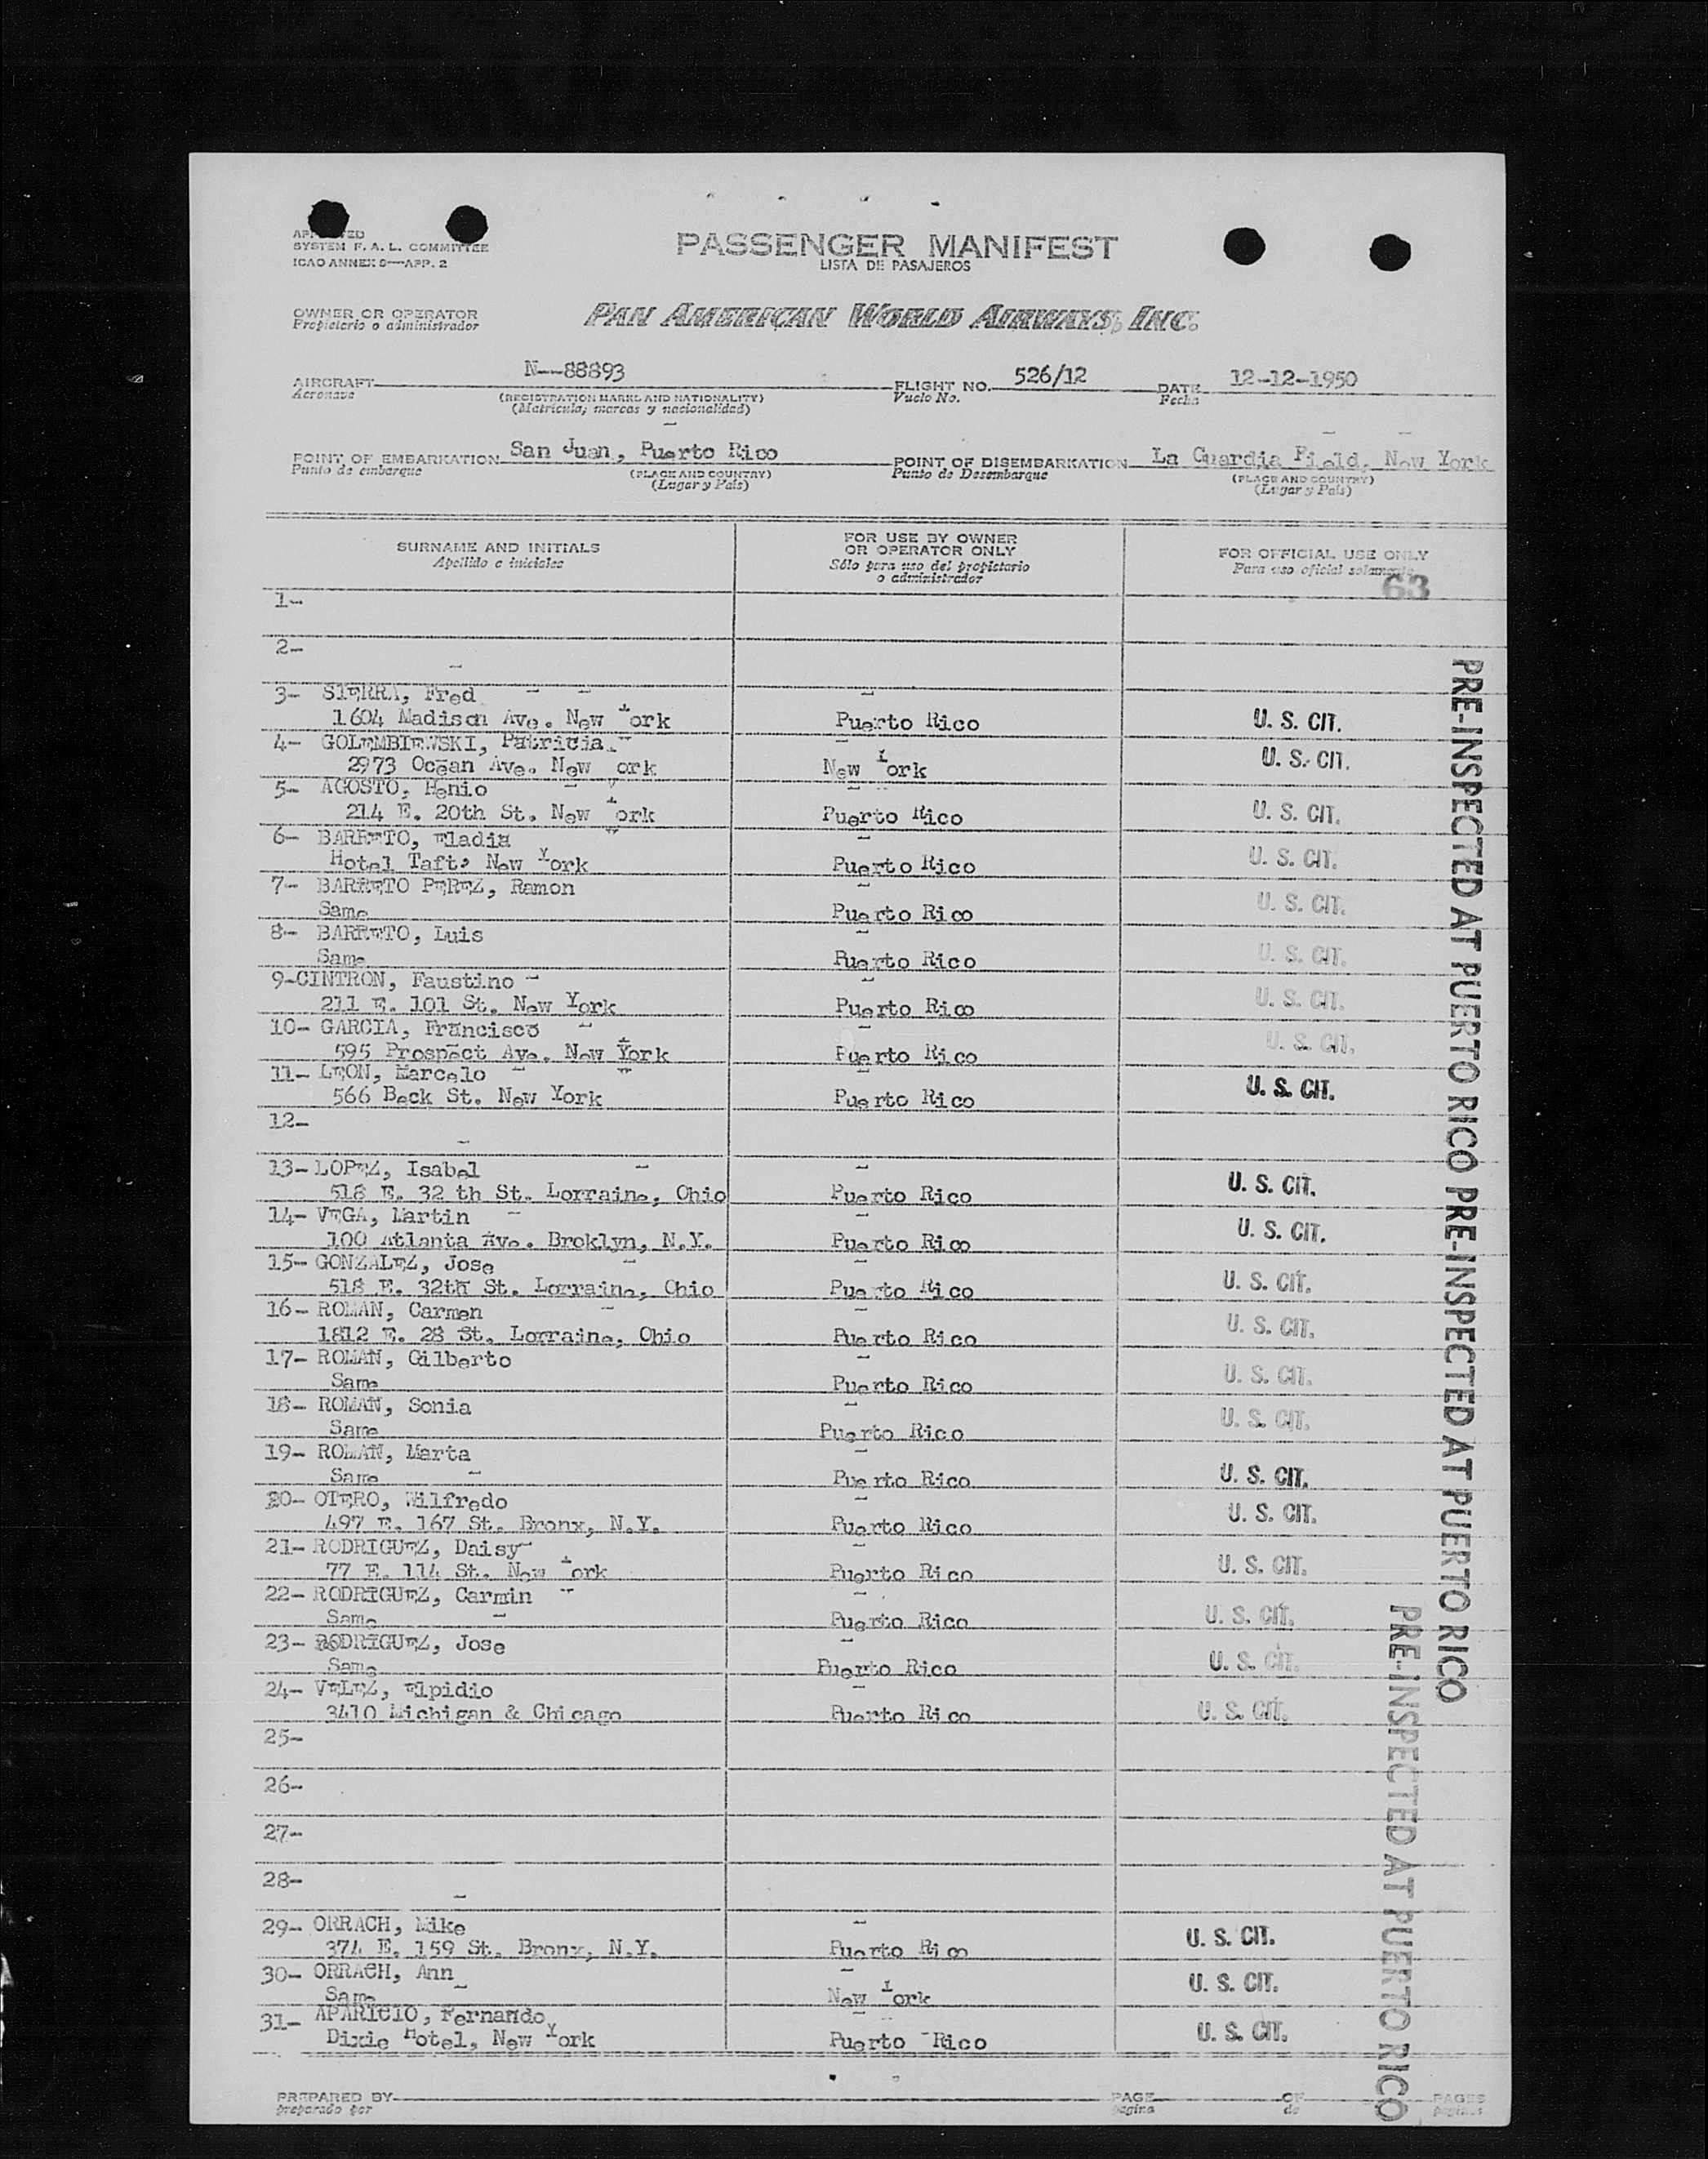 SYSTEM F. A. L. COMMITTEE
ICAO ANNEX 9—APP. 2
PASSENGER MANIFEST
LISTA DE PASAJEROS
OWNER OR OPERATOR
Propietario o administrador
PAN AMERICAN WORLD AIRWAYS, INC.
AIRCRAFT N--88893 FLIGHT NO. 526/12 DATE 12-12-1950
Aeronave (REGISTRATION MARKS AND NATIONALITY) Vuelo No. Fecha
(Matricula, marcas y nacionalidad)
POINT OF EMBARKATION San Juan, Puerto Rico POINT OF DISEMBARKATION La Guardia Field, New York
Punto de embarque (PLACE AND COUNTRY) Punto de Desembarque (PLACE AND COUNTRY)
(Lugar y País) (Lugar y País)
SURNAME AND INITIALS FOR USE BY OWNER OR OPERATOR ONLY FOR OFFICIAL USE ONLY
Apellido e iniciales Sólo para uso del propietario o administrador Para uso oficial solamente
63
1-
2-
3- SIERRA, Fred
1604 Madison Ave. New York Puerto Rico U. S. CIT.
4- GOLEMBIEWSKI, Patricia
2973 Ocean Ave. New York New York U. S. CIT.
5- AGOSTO, Henio
214 E. 20th St. New York Puerto Rico U. S. CIT.
6- BARRETO, Eladia
Hotel Taft, New York Puerto Rico U. S. CIT.
7- BARRETO PEREZ, Ramon
Same Puerto Rico U. S. CIT.
8- BARRETO, Luis
Same Puerto Rico U. S. CIT.
9-CINTRON, Faustino
211 E. 101 St. New York Puerto Rico U. S. CIT.
10- GARCIA, Francisco
595 Prospect Ave. New York Puerto Rico U. S. CIT.
11- LEON, Marcelo
566 Beck St. New York Puerto Rico U. S. CIT.
12-
13- LOPEZ, Isabel
518 E. 32 th St. Lorraine, Ohio Puerto Rico U. S. CIT.
14- VEGA, Martin
100 Atlanta Ave. Broklyn, N.Y. Puerto Rico U. S. CIT.
15- GONZALEZ, Jose
518 E. 32th St. Lorraine, Ohio Puerto Rico U. S. CIT.
16- ROMAN, Carmen
1812 E. 28 St. Lorraine, Ohio Puerto Rico U. S. CIT.
17- ROMAN, Gilberto
Same Puerto Rico U. S. CIT.
18- ROMAN, Sonia
Same Puerto Rico U. S. CIT.
19- ROMAN, Marta
Same Puerto Rico U. S. CIT.
20- OTERO, Wilfredo
497 E. 167 St. Bronx, N.Y. Puerto Rico U. S. CIT.
21- RODRIGUEZ, Daisy
77 E. 114 St. New York Puerto Rico U. S. CIT.
22- RODRIGUEZ, Carmin
Same Puerto Rico U. S. CIT.
23- RODRIGUEZ, Jose
Same Puerto Rico U. S. CIT.
24- VELEZ, Elpidio
3410 Michigan & Chicago Puerto Rico U. S. CIT.
25-
26-
27-
28-
29- ORRACH, Mike
374 E. 159 St. Bronx, N.Y. Puerto Rico U. S. CIT.
30- ORRACH, Ann
Same New York U. S. CIT.
31- APARICIO, Fernando
Dixie Hotel, New York Puerto Rico U. S. CIT.
PRE-INSPECTED AT PUERTO RICO PRE-INSPECTED AT PUERTO RICO
PRE-INSPECTED AT PUERTO RICO
PREPARED BY PAGE OF PAGES
preparado por página de páginas